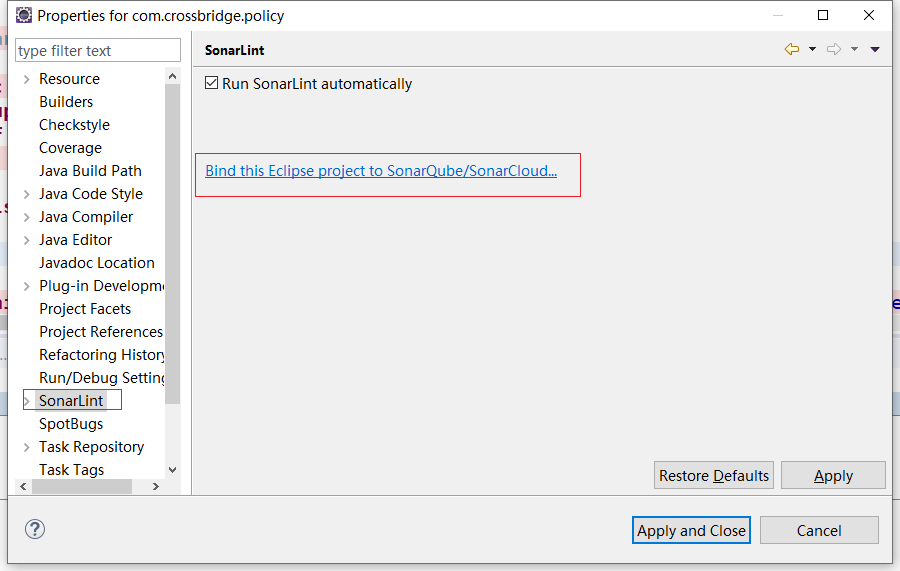 Properties for com.crossbridge.policy
type filter text
Resource
Builders
Checkstyle
Coverage
Java Build Path
Java Code Style
Java Compiler
Java Editor
Javadoc Location
Plug-in Developme
Project Facets
Project References
Refactoring History
Run/Debug Setting
SonarLint
SpotBugs
Task Repository
Task Tags
SonarLint
Run SonarLint automatically
Bind this Eclipse project to SonarQube/SonarCloud...
Restore Defaults
Apply
Apply and Close
Cancel